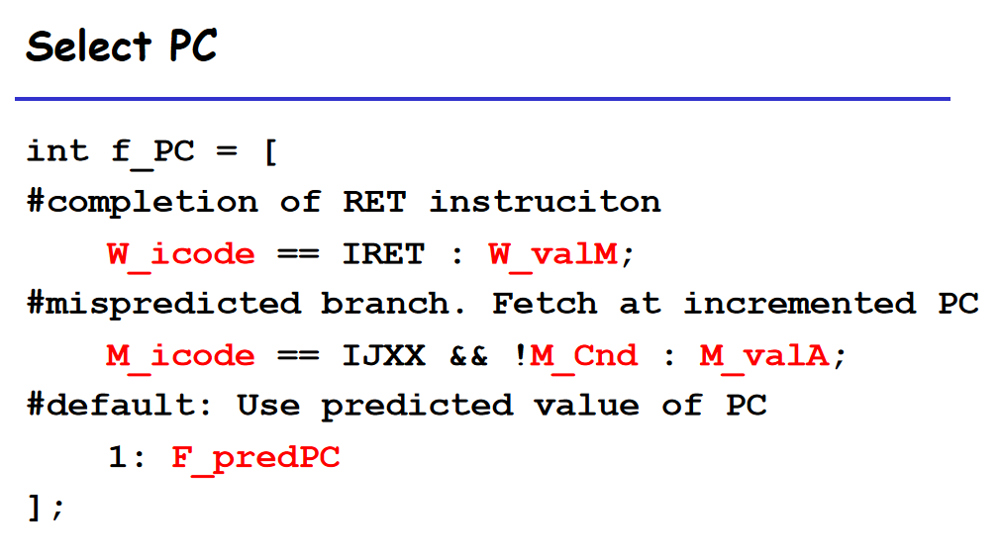 Select PC
int f_PC = [
#completion of RET instruciton
W_icode == IRET : W_valM;
#mispredicted branch. Fetch at incremented PC
M_icode == IJXX && !M_Cnd : M_valA;
#default: Use predicted value of PC
1: F_predPC
];